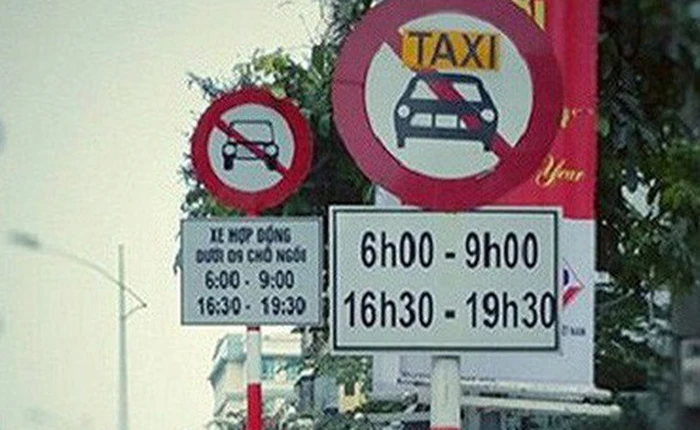 TAXI
6h00 - 9h00
16h30 - 19h30
XE HỢP ĐỒNG
DƯỚI 09 CHỖ NGỒI
6:00 - 9:00
16:30 - 19:30
Year